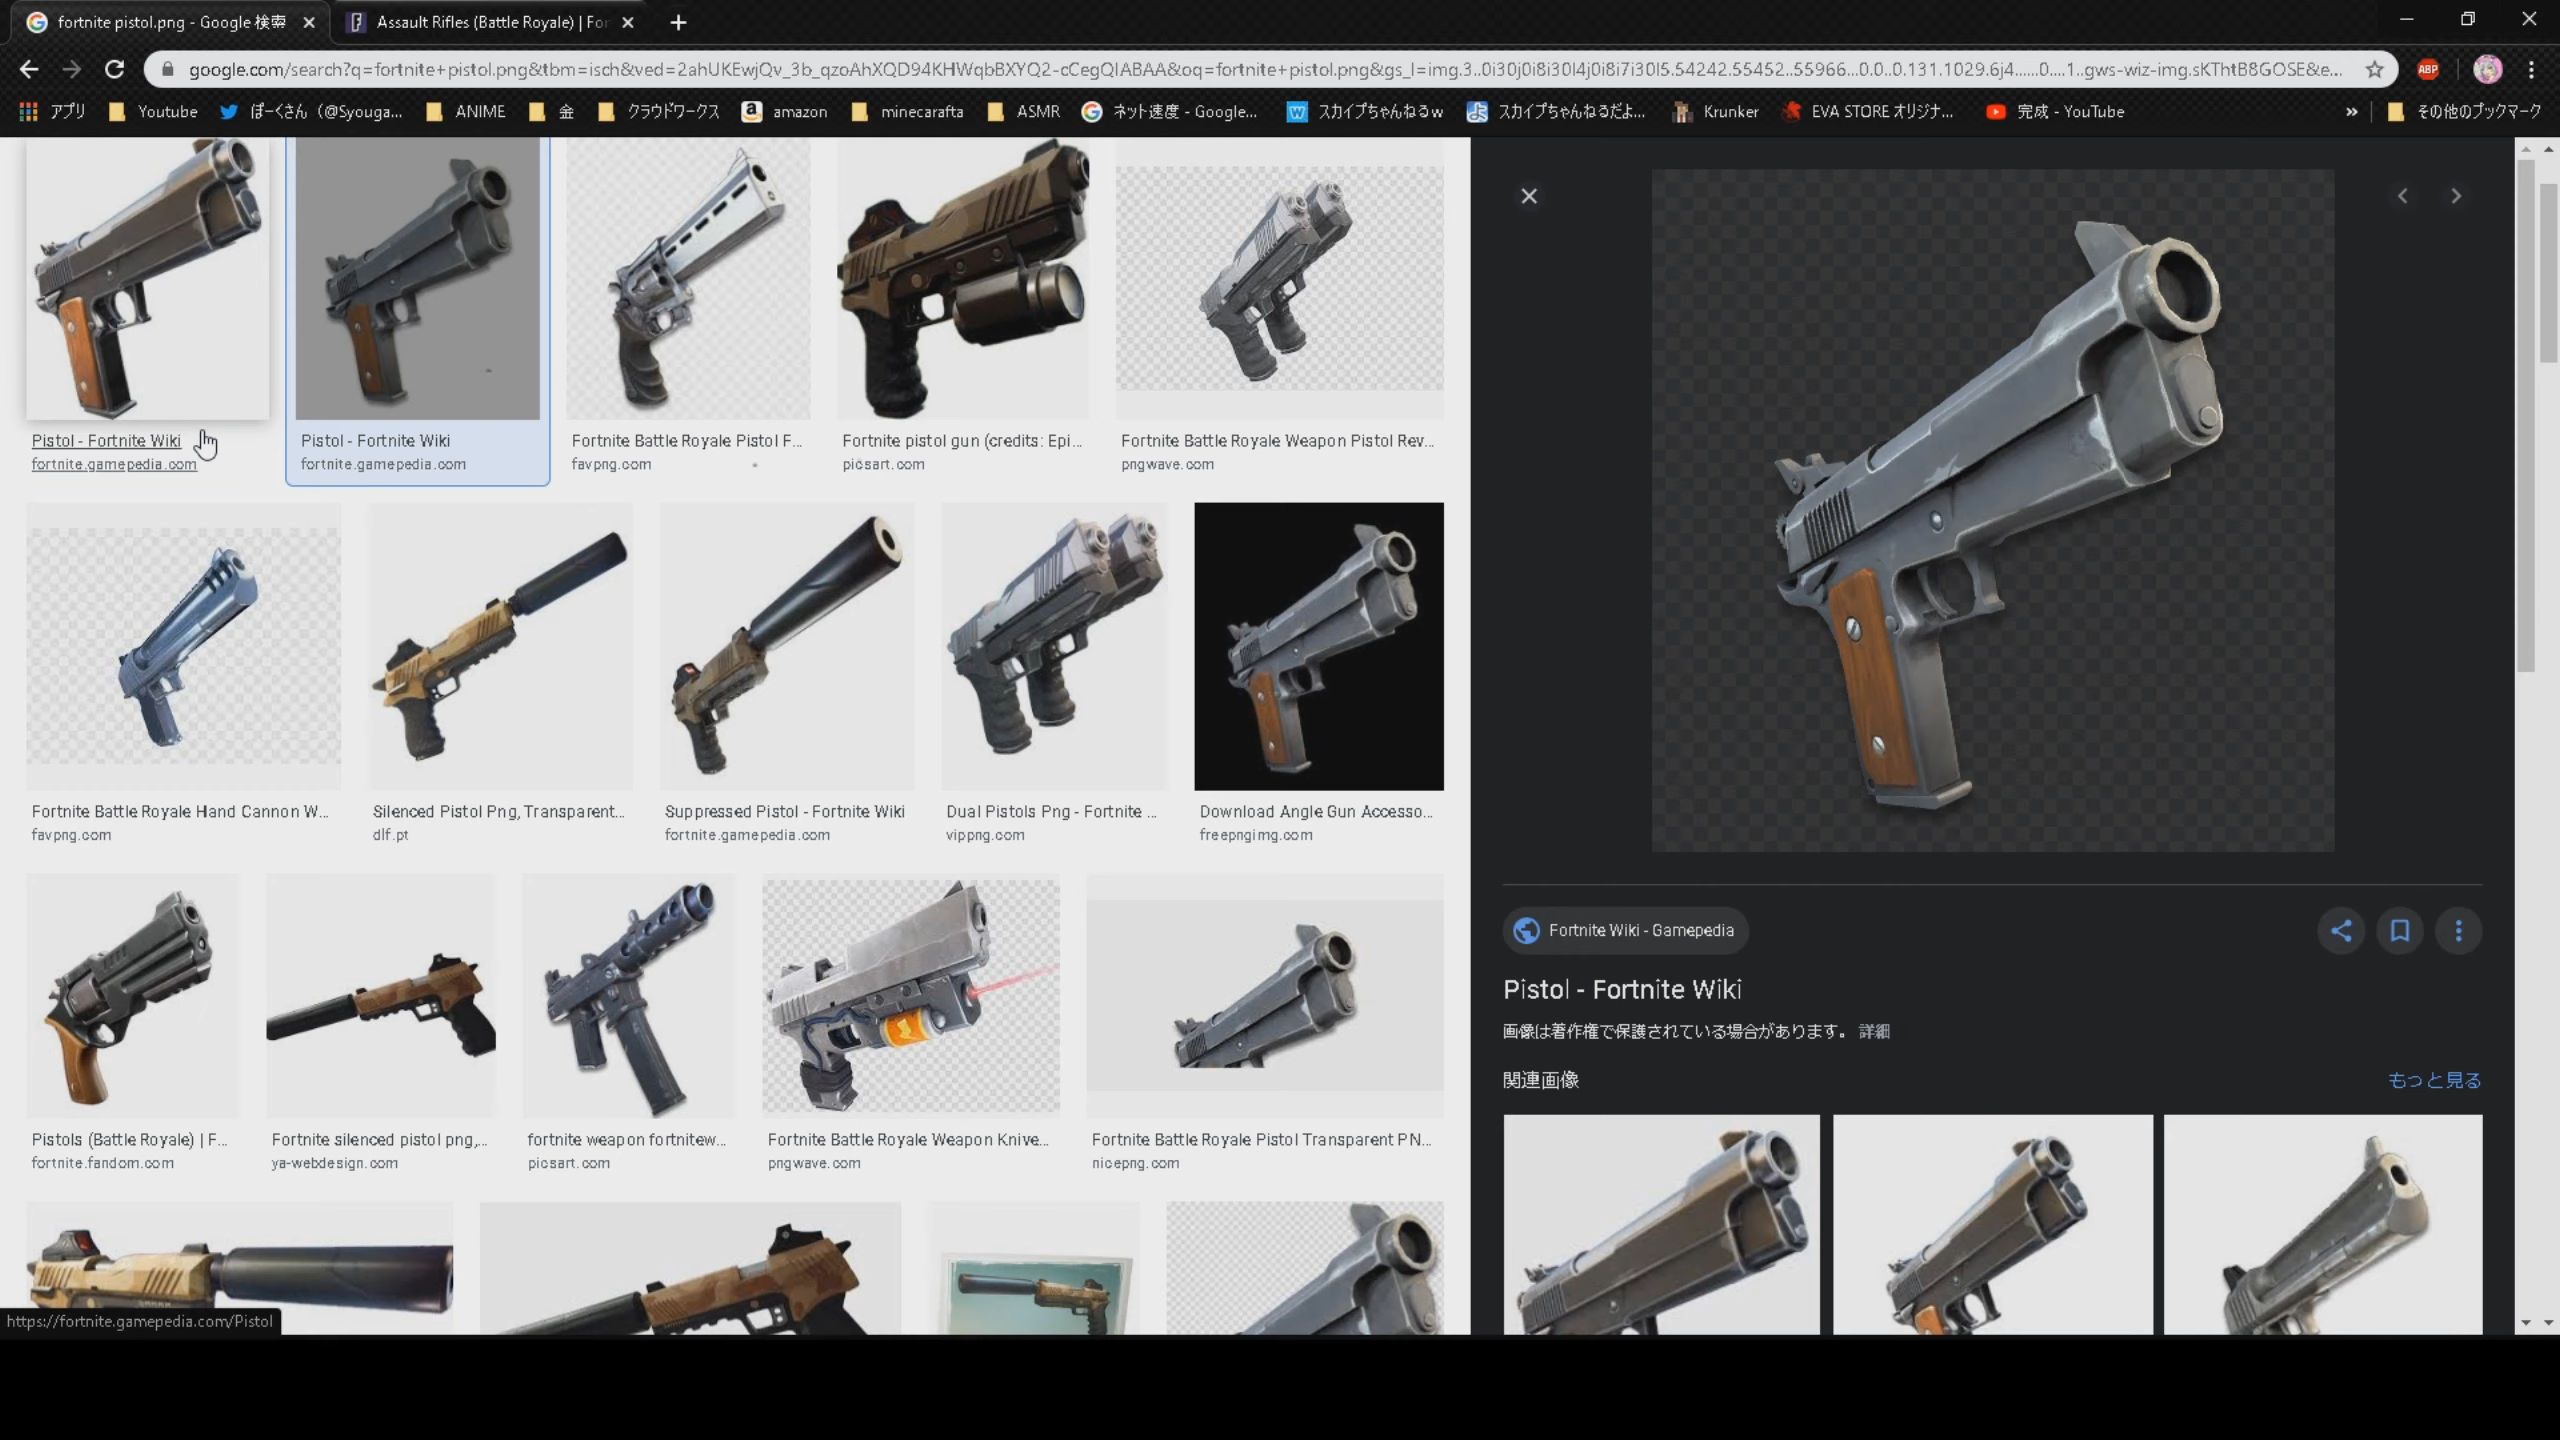 fortnite pistol.png - Google 検索
Assault Rifles (Battle Royale) | For
google.com/search?q=fortnite+pistol.png&tbm=isch&ved=2ahUKEwjQv_3b_qzoAhXQD94KHWqbBXYQ2-cCegQIABAA&oq=fortnite+pistol.png&gs_l=img.3..0i30j0i8i30l4j0i8i7i30l5.54242.55452..55966...0.0..0.131.1029.6j4......0....1..gws-wiz-img.sKThtB8GOSE&e...
ABP
アプリ
Youtube
ぽーくさん（@Syouga...
ANIME
金
クラウドワークス
amazon
minecarafta
ASMR
ネット速度 - Google...
スカイプちゃんねるw
スカイプちゃんねるだよ...
Krunker
EVA STORE オリジナ...
完成 - YouTube
»
その他のブックマーク
Pistol - Fortnite Wiki
fortnite.gamepedia.com
Pistol - Fortnite Wiki
fortnite.gamepedia.com
Fortnite Battle Royale Pistol F...
favpng.com
Fortnite pistol gun (credits: Epi...
picsart.com
Fortnite Battle Royale Weapon Pistol Rev...
pngwave.com
Fortnite Battle Royale Hand Cannon W...
favpng.com
Silenced Pistol Png, Transparent...
dlf.pt
Suppressed Pistol - Fortnite Wiki
fortnite.gamepedia.com
Dual Pistols Png - Fortnite ...
vippng.com
Download Angle Gun Accesso...
freepngimg.com
Pistols (Battle Royale) | F...
fortnite.fandom.com
Fortnite silenced pistol png,...
ya-webdesign.com
fortnite weapon fortnitew...
picsart.com
Fortnite Battle Royale Weapon Knive...
pngwave.com
Fortnite Battle Royale Pistol Transparent PN...
nicepng.com
https://fortnite.gamepedia.com/Pistol
Fortnite Wiki - Gamepedia
Pistol - Fortnite Wiki
画像は著作権で保護されている場合があります。 詳細
関連画像
もっと見る